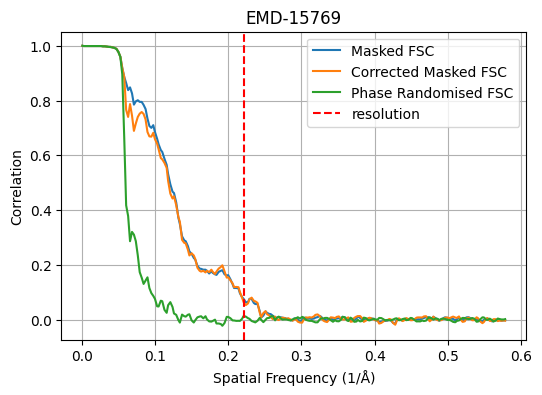 EMD-15769
Masked FSC
Corrected Masked FSC
Phase Randomised FSC
resolution
Correlation
1.0
0.8
0.6
0.4
0.2
0.0
0.0 0.1 0.2 0.3 0.4 0.5 0.6
Spatial Frequency (1/Å)